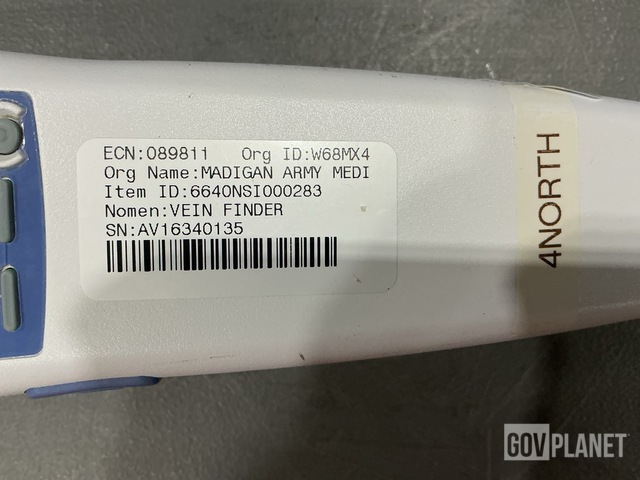 ECN:089811 Org ID:W68MX4
Org Name:MADIGAN ARMY MEDI
Item ID:6640NSI000283
Nomen:VEIN FINDER
SN:AV16340135
4NORTH
GOVPLANET